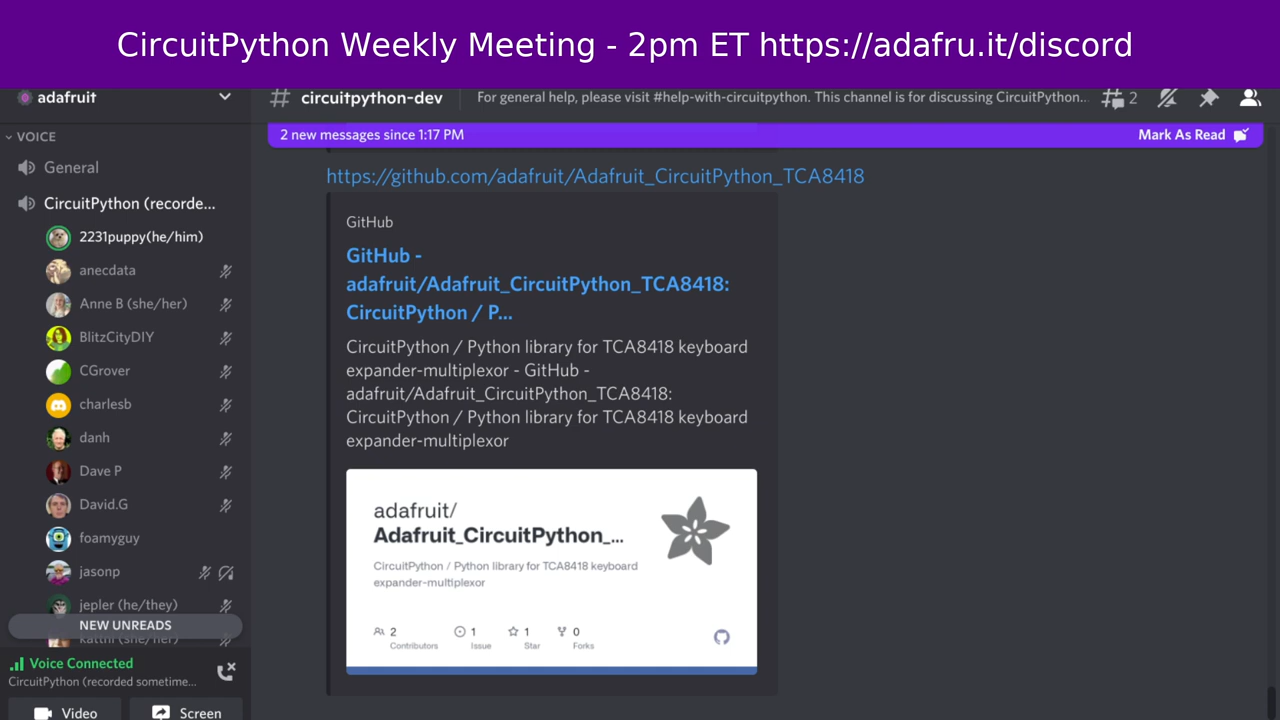 CircuitPython Weekly Meeting - 2pm ET https://adafru.it/discord
adafruit
circuitpython-dev
For general help, please visit #help-with-circuitpython. This channel is for discussing CircuitPython...
2
VOICE
General
CircuitPython (recorde...
2231puppy(he/him)
anecdata
Anne B (she/her)
BlitzCityDIY
CGrover
charlesb
danh
Dave P
David.G
foamyguy
jasonp
jepler (he/they)
NEW UNREADS
Voice Connected
CircuitPython (recorded sometime...
Video
Screen
2 new messages since 1:17 PM
Mark As Read
https://github.com/adafruit/Adafruit_CircuitPython_TCA8418
GitHub
GitHub -
adafruit/Adafruit_CircuitPython_TCA8418:
CircuitPython / P...
CircuitPython / Python library for TCA8418 keyboard
expander-multiplexor - GitHub -
adafruit/Adafruit_CircuitPython_TCA8418:
CircuitPython / Python library for TCA8418 keyboard
expander-multiplexor
adafruit/
Adafruit_CircuitPython_...
CircuitPython / Python library for TCA8418 keyboard
expander-multiplexor
2
Contributors
1
Issue
1
Star
0
Forks